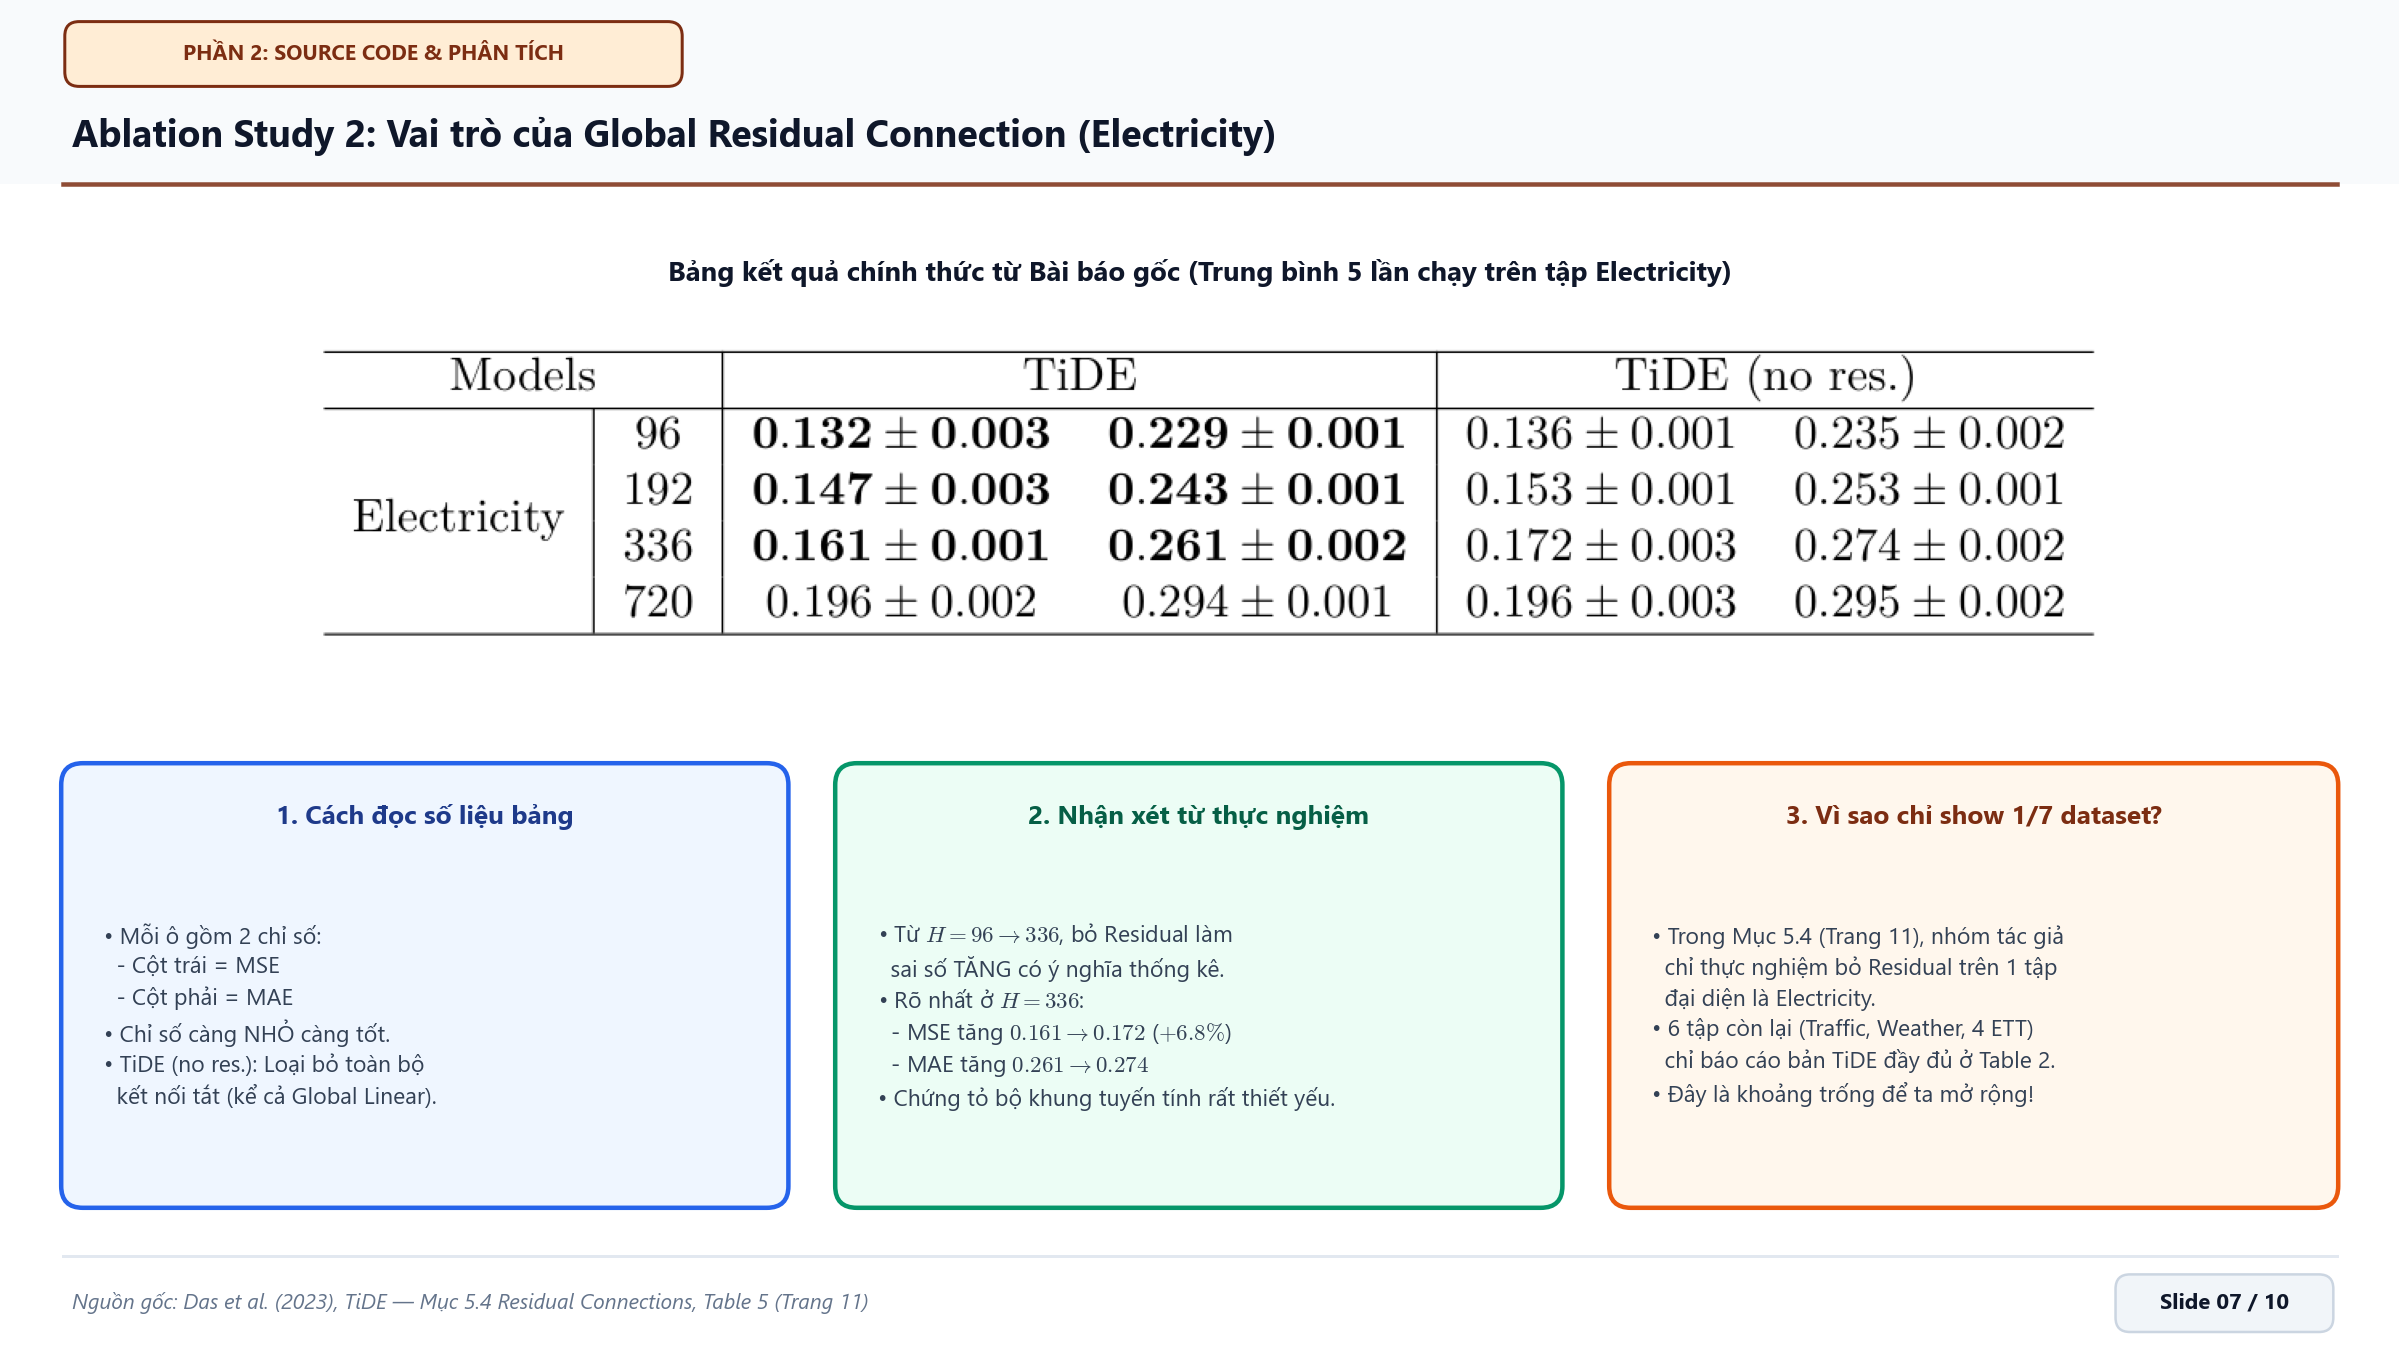 PHẦN 2: SOURCE CODE & PHÂN TÍCH
Ablation Study 2: Vai trò của Global Residual Connection (Electricity)
Bảng kết quả chính thức từ Bài báo gốc (Trung bình 5 lần chạy trên tập Electricity)
Models TiDE TiDE (no res.)
Electricity
96 0.132 ± 0.003 0.229 ± 0.001 0.136 ± 0.001 0.235 ± 0.002
192 0.147 ± 0.003 0.243 ± 0.001 0.153 ± 0.001 0.253 ± 0.001
336 0.161 ± 0.001 0.261 ± 0.002 0.172 ± 0.003 0.274 ± 0.002
720 0.196 ± 0.002 0.294 ± 0.001 0.196 ± 0.003 0.295 ± 0.002
1. Cách đọc số liệu bảng
• Mỗi ô gồm 2 chỉ số:
- Cột trái = MSE
- Cột phải = MAE
• Chỉ số càng NHỎ càng tốt.
• TiDE (no res.): Loại bỏ toàn bộ
kết nối tắt (kể cả Global Linear).
2. Nhận xét từ thực nghiệm
• Từ H = 96 → 336, bỏ Residual làm
sai số TĂNG có ý nghĩa thống kê.
• Rõ nhất ở H = 336:
- MSE tăng 0.161 → 0.172 (+6.8%)
- MAE tăng 0.261 → 0.274
• Chứng tỏ bộ khung tuyến tính rất thiết yếu.
3. Vì sao chỉ show 1/7 dataset?
• Trong Mục 5.4 (Trang 11), nhóm tác giả
chỉ thực nghiệm bỏ Residual trên 1 tập
đại diện là Electricity.
• 6 tập còn lại (Traffic, Weather, 4 ETT)
chỉ báo cáo bản TiDE đầy đủ ở Table 2.
• Đây là khoảng trống để ta mở rộng!
Nguồn gốc: Das et al. (2023), TiDE — Mục 5.4 Residual Connections, Table 5 (Trang 11)
Slide 07 / 10